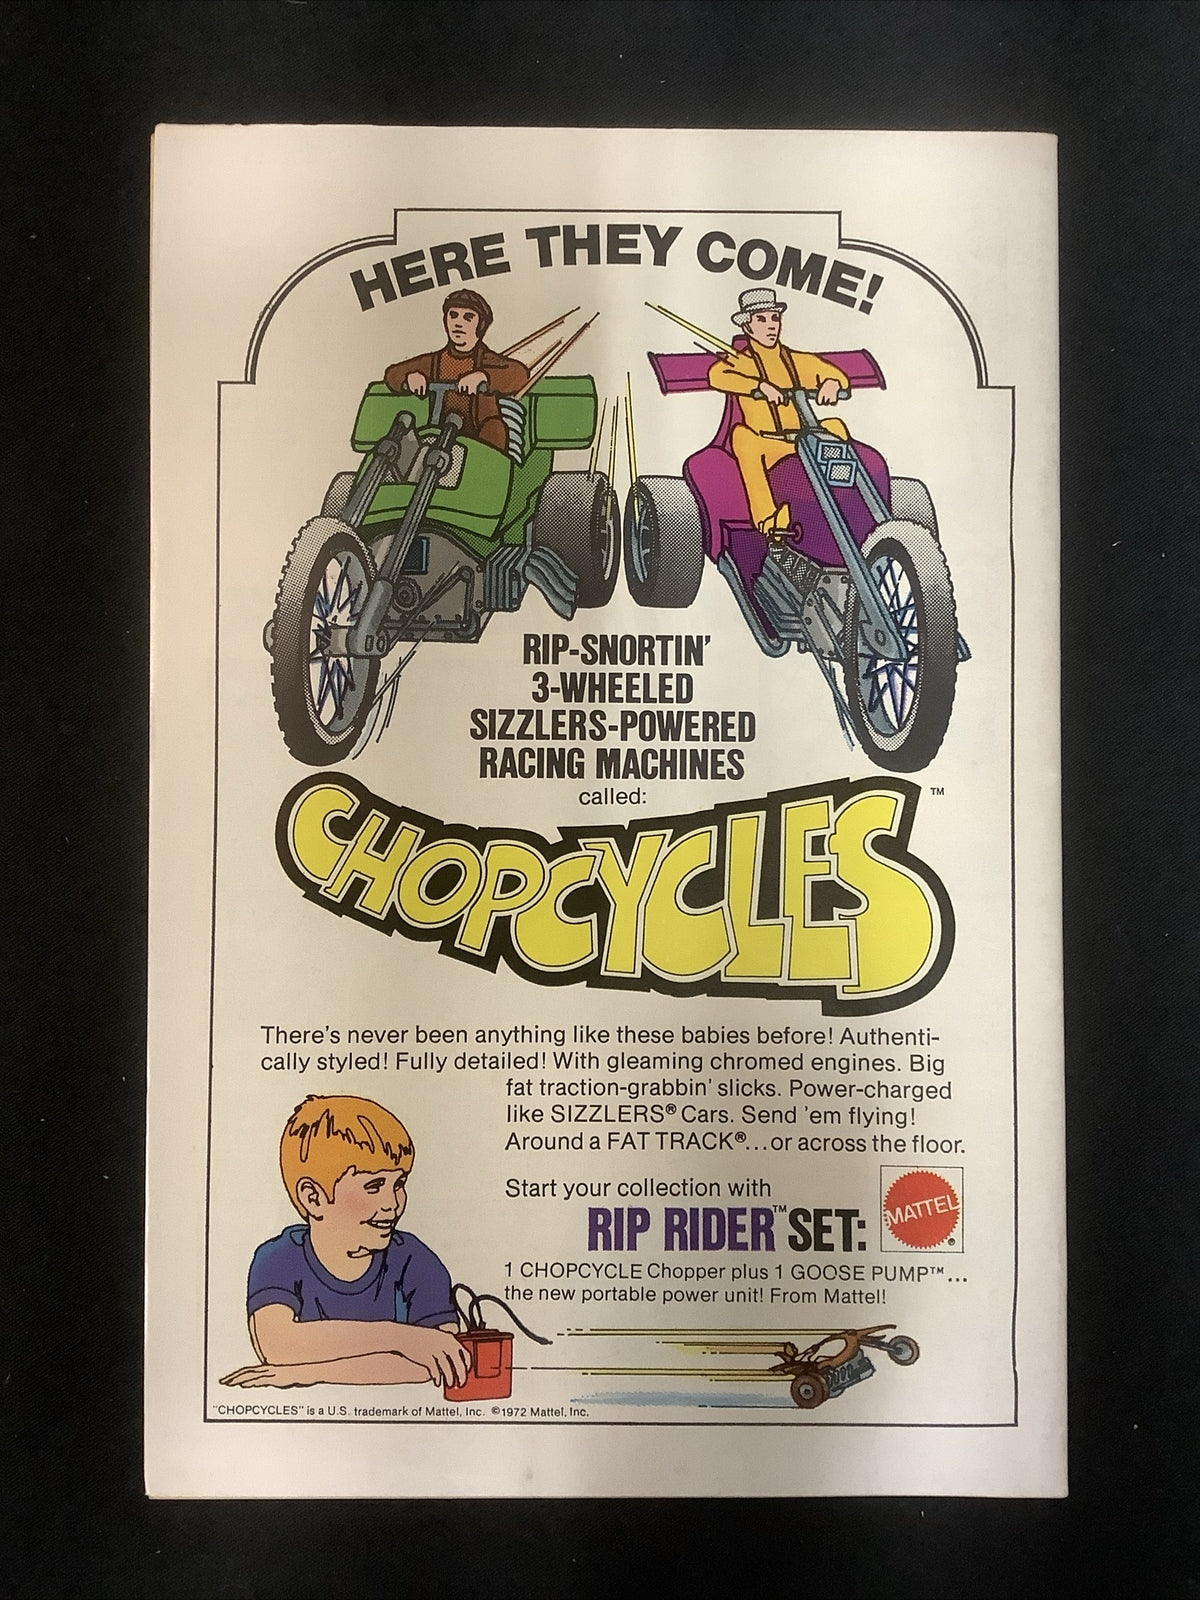 HERE THEY COME!
RIP-SNORTIN'
3-WHEELED
SIZZLERS-POWERED
RACING MACHINES
called:
CHOPCYCLES™
There's never been anything like these babies before! Authenti-
cally styled! Fully detailed! With gleaming chromed engines. Big
fat traction-grabbin' slicks. Power-charged
like SIZZLERS® Cars. Send 'em flying!
Around a FAT TRACK®...or across the floor.
Start your collection with
RIP RIDER™ SET:
MATTEL®
1 CHOPCYCLE Chopper plus 1 GOOSE PUMP™...
the new portable power unit! From Mattel!
"CHOPCYCLES" is a U.S. trademark of Mattel, Inc. ©1972 Mattel, Inc.